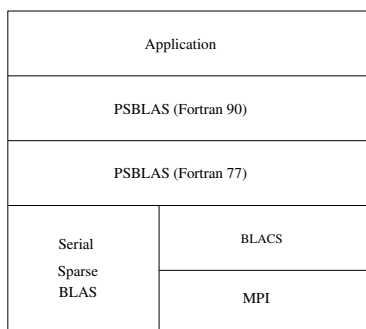 Application
PSBLAS (Fortran 90)
PSBLAS (Fortran 77)
Serial
Sparse
BLAS
BLACS
MPI